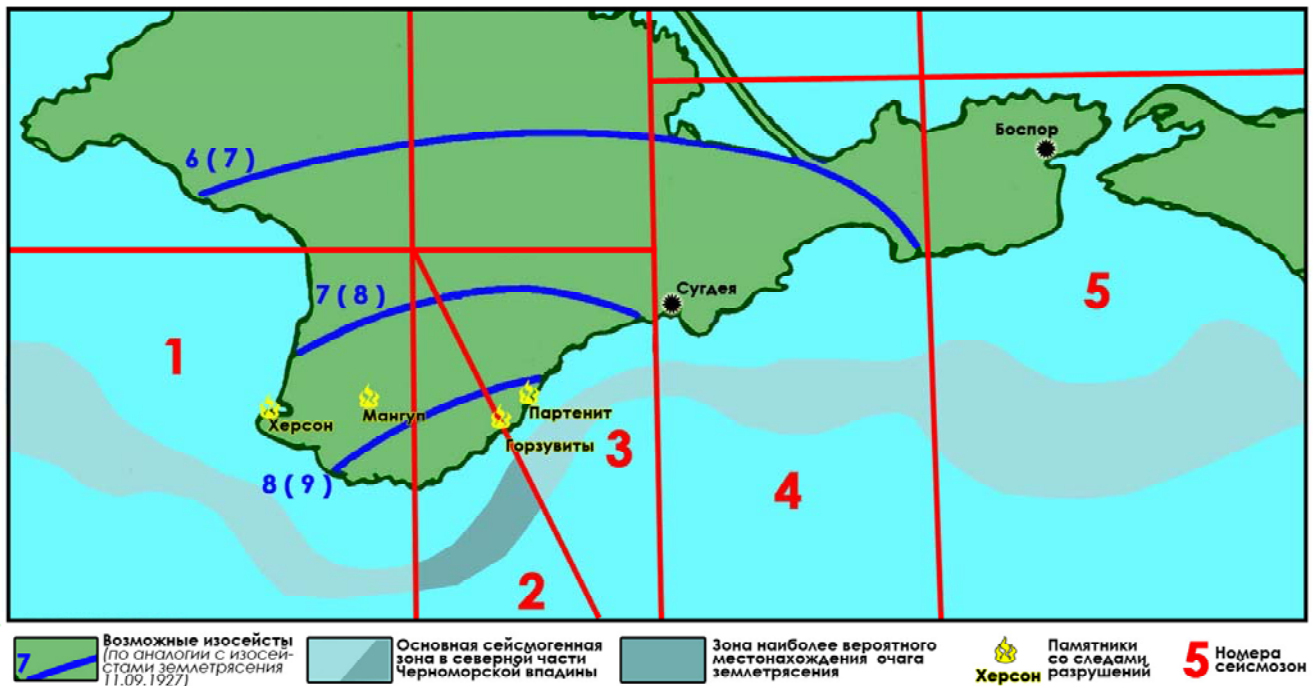 Боспор
6 ( 7 )
Сугдея
7 ( 8 )
5
1
Партенит
Мангуп
Херсон
Горзувиты
3
8 ( 9 )
4
2
7
Возможные изосейсты
(по аналогии с изосей-
стами землетрясения
11.09.1927)
Основная сейсмогенная
зона в северной части
Черноморской впадины
Зона наиболее вероятного
местонахождения очага
землетрясения
Херсон
Памятники
со следами
разрушений
5
Номера
сеисмозон